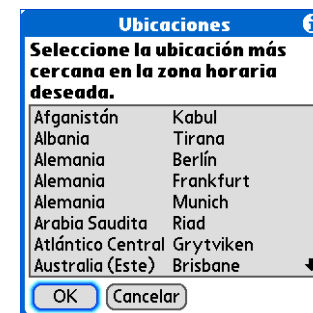 Ubicaciones
Seleccione la ubicación más
cercana en la zona horaria
deseada.
Afganistán Kabul
Albania Tirana
Alemania Berlín
Alemania Frankfurt
Alemania Munich
Arabia Saudita Riad
Atlántico Central Grytviken
Australia (Este) Brisbane
OK Cancelar